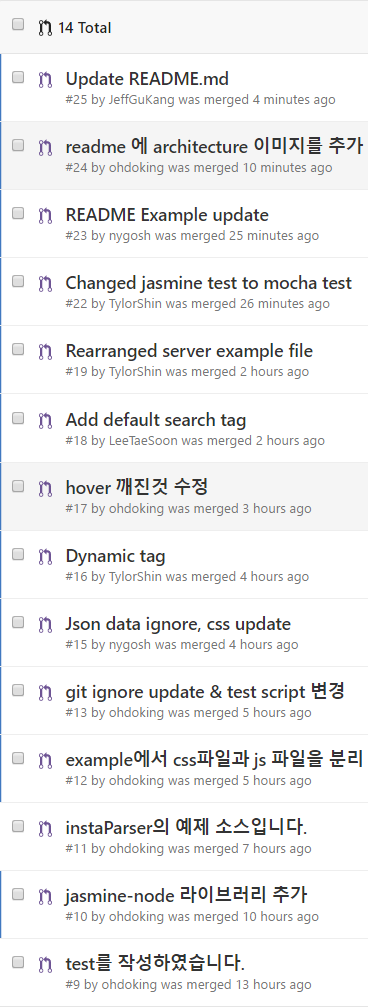 14 Total
Update README.md
#25 by JeffGuKang was merged 4 minutes ago
readme 에 architecture 이미지를 추가
#24 by ohdoking was merged 10 minutes ago
README Example update
#23 by nygosh was merged 25 minutes ago
Changed jasmine test to mocha test
#22 by TylorShin was merged 26 minutes ago
Rearranged server example file
#19 by TylorShin was merged 2 hours ago
Add default search tag
#18 by LeeTaeSoon was merged 2 hours ago
hover 깨진것 수정
#17 by ohdoking was merged 3 hours ago
Dynamic tag
#16 by TylorShin was merged 4 hours ago
Json data ignore, css update
#15 by nygosh was merged 4 hours ago
git ignore update & test script 변경
#13 by ohdoking was merged 5 hours ago
example에서 css파일과 js 파일을 분리
#12 by ohdoking was merged 5 hours ago
instaParser의 예제 소스입니다.
#11 by ohdoking was merged 7 hours ago
jasmine-node 라이브러리 추가
#10 by ohdoking was merged 10 hours ago
test를 작성하였습니다.
#9 by ohdoking was merged 13 hours ago